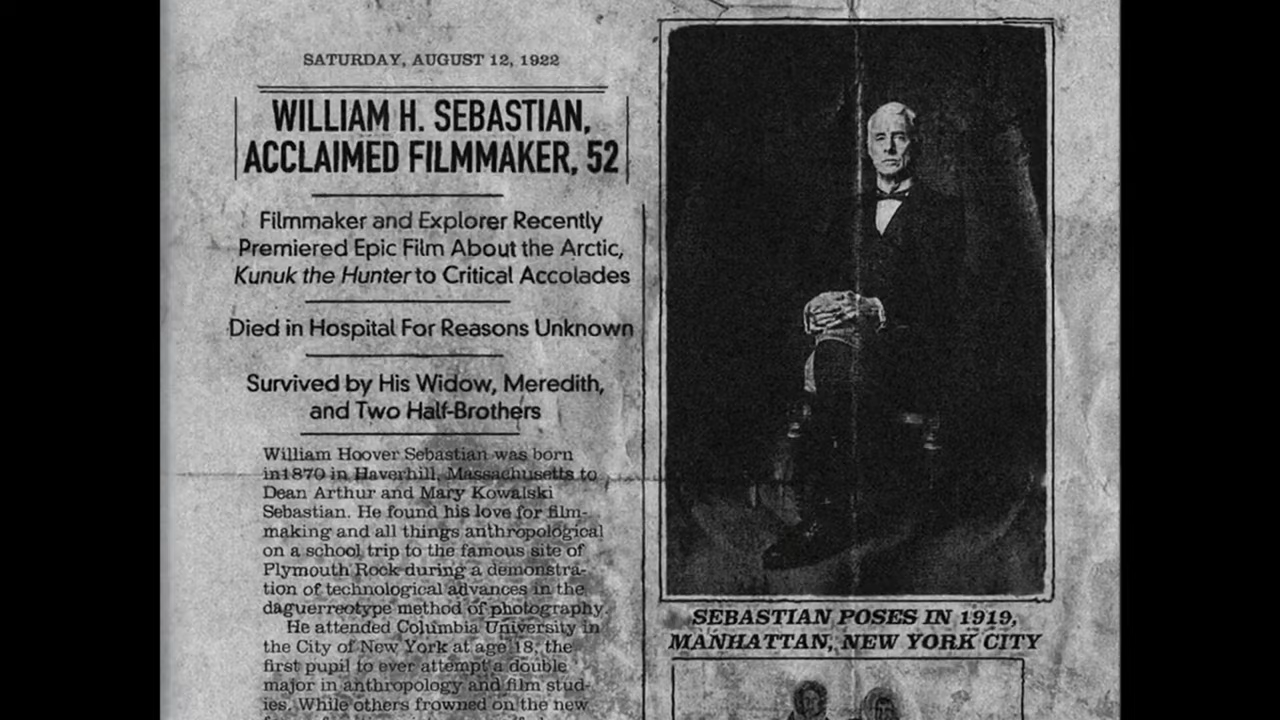 SATURDAY, AUGUST 12, 1922
WILLIAM H. SEBASTIAN,
ACCLAIMED FILMMAKER, 52
Filmmaker and Explorer Recently
Premiered Epic Film About the Arctic,
Kunuk the Hunter to Critical Accolades
Died in Hospital For Reasons Unknown
Survived by His Widow, Meredith,
and Two Half-Brothers
William Hoover Sebastian was born
in1870 in Haverhill, Massachusetts to
Dean Arthur and Mary Kowalski
Sebastian. He found his love for film-
making and all things anthropological
on a school trip to the famous site of
Plymouth Rock during a demonstra-
tion of technological advances in the
daguerreotype method of photography.
He attended Columbia University in
the City of New York at age 18, the
first pupil to ever attempt a double
major in anthropology and film stud-
ies. While others frowned on the new
SEBASTIAN POSES IN 1919,
MANHATTAN, NEW YORK CITY